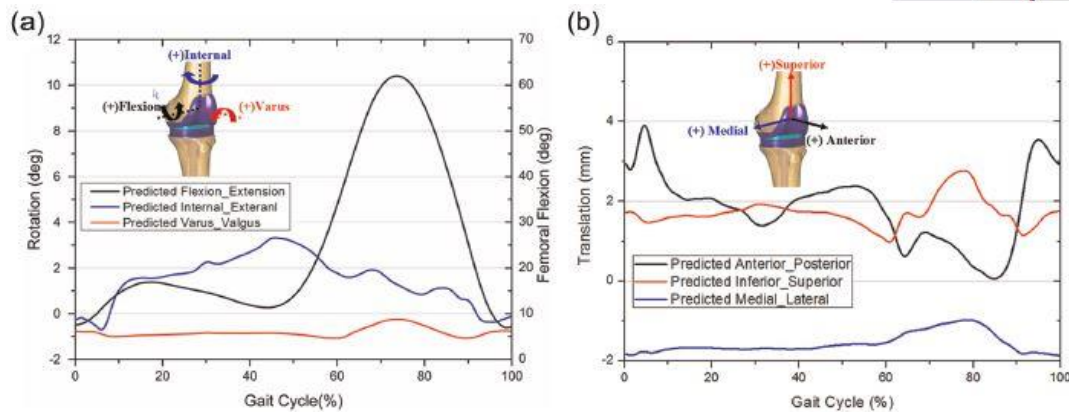 (a)
12
10
8
6
4
2
0
-2
Rotation (deg)
70
60
50
40
30
20
10
0
Femoral Flexion (deg)
(+)Internal
(+)Flexion
(+)Varus
Predicted Flexion_Extension
Predicted Internal_Exteranl
Predicted Varus_Valgus
0 20 40 60 80 100
Gait Cycle(%)
(b)
6
4
2
0
-2
Translation (mm)
(+)Superior
(+) Medial
(+) Anterior
Predicted Anterior_Posterior
Predicted Inferior_Superior
Predicted Medial_Lateral
0 20 40 60 80 100
Gait Cycle (%)